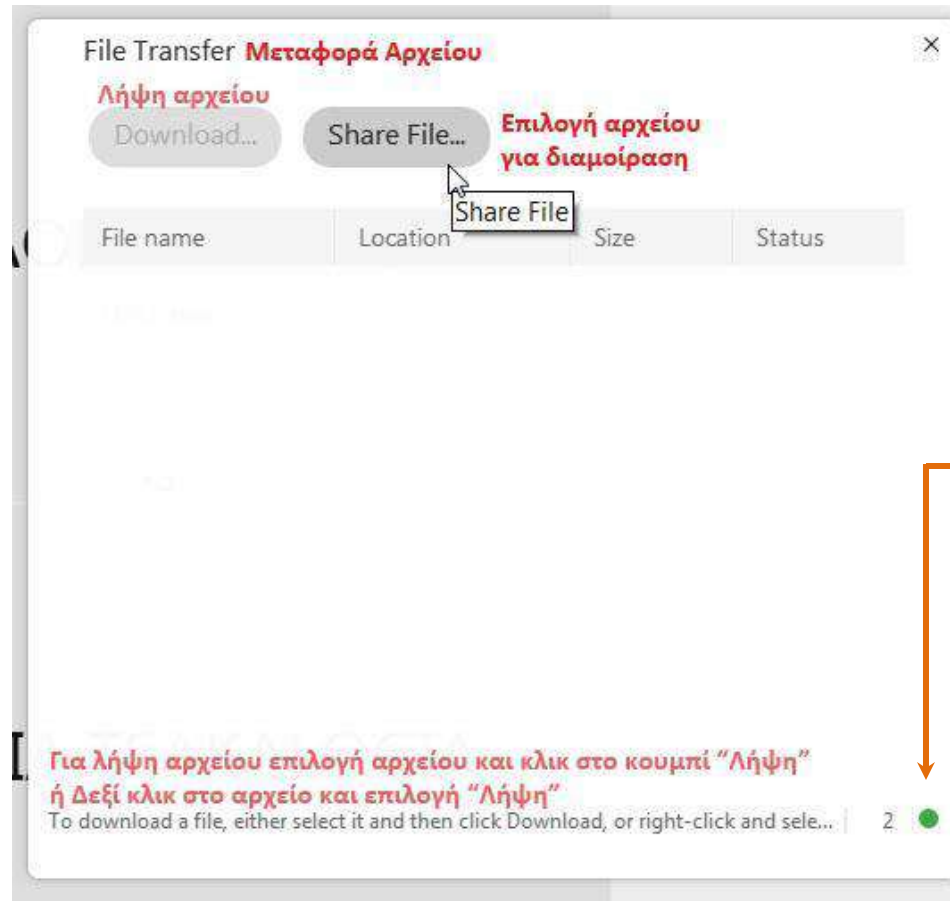 File Transfer Μεταφορά Αρχείου
Λήψη αρχείου
Download... Share File... Επιλογή αρχείου
για διαμοίραση
Share File
File name Location Size Status
Για λήψη αρχείου επιλογή αρχείου και κλικ στο κουμπί “Λήψη”
ή Δεξί κλικ στο αρχείο και επιλογή “Λήψη”
To download a file, either select it and then click Download, or right-click and sele... 2